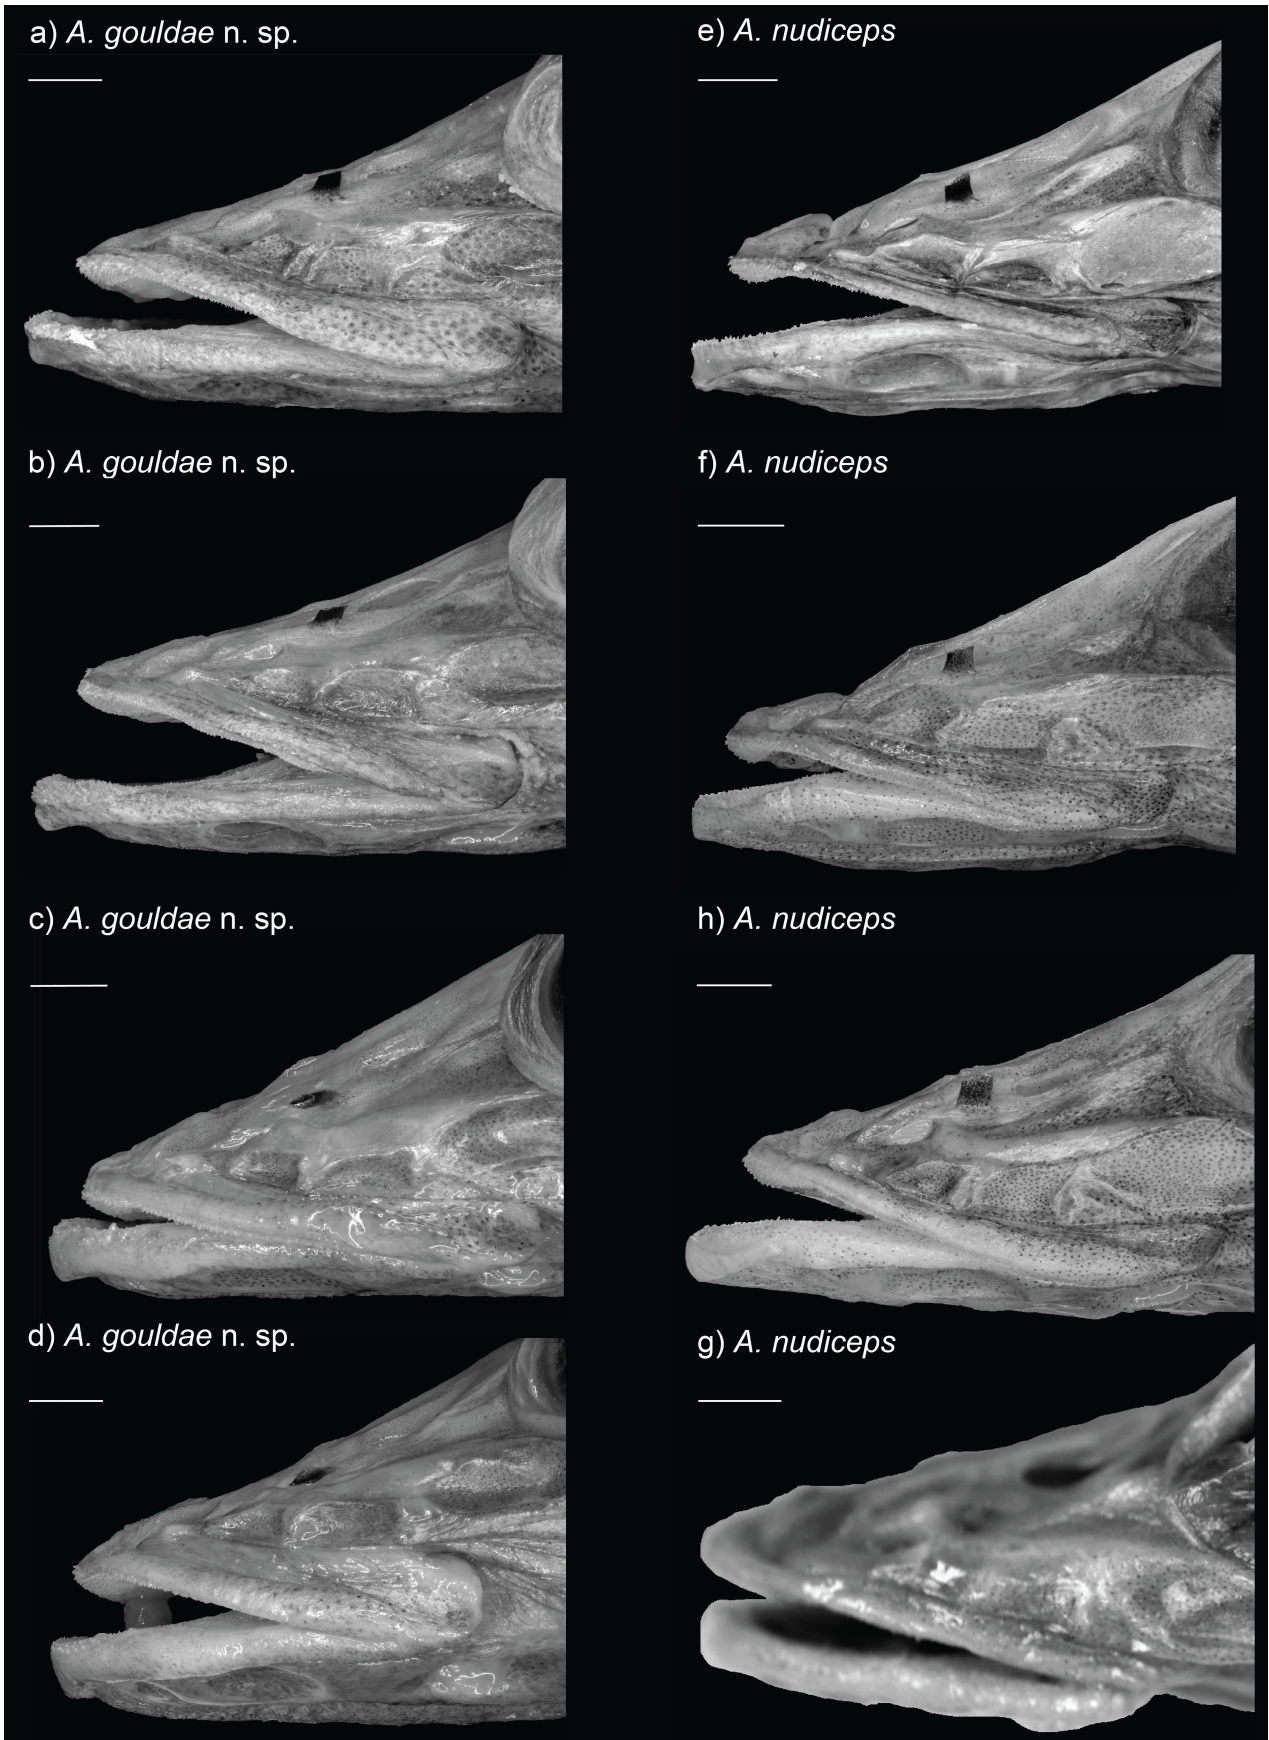 a) A. gouldae n. sp.
e) A. nudiceps
b) A. gouldae n. sp.
f) A. nudiceps
c) A. gouldae n. sp.
h) A. nudiceps
d) A. gouldae n. sp.
g) A. nudiceps